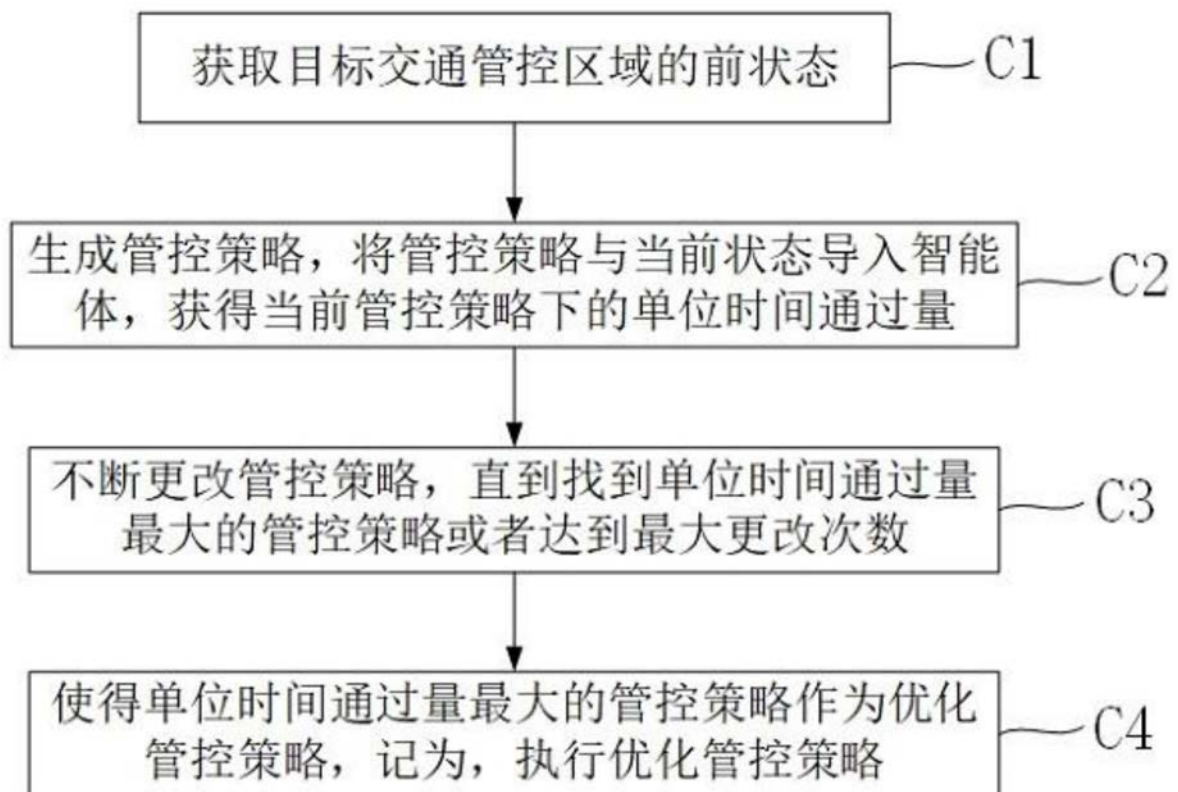 获取目标交通管控区域的前状态
C1
生成管控策略，将管控策略与当前状态导入智能
体，获得当前管控策略下的单位时间通过量
C2
不断更改管控策略，直到找到单位时间通过量
最大的管控策略或者达到最大更改次数
C3
使得单位时间通过量最大的管控策略作为优化
管控策略，记为，执行优化管控策略
C4